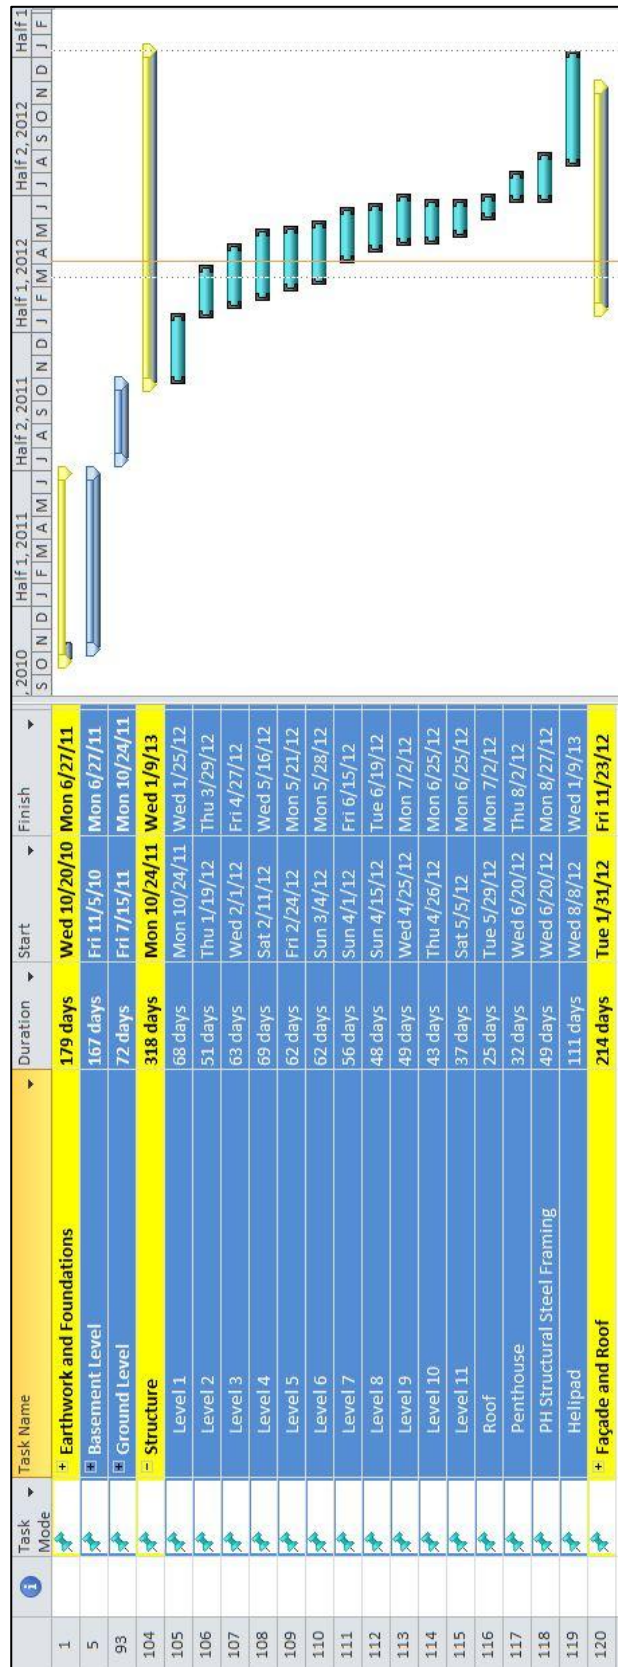 Task Mode Task Name Duration Start Finish
, 2010 Half 1, 2011 Half 2, 2011 Half 1, 2012 Half 2, 2012 Half 1
S O N D J F M A M J J A S O N D J F M A M J J A S O N D J F
1 + Earthwork and Foundations 179 days Wed 10/20/10 Mon 6/27/11
5 + Basement Level 167 days Fri 11/5/10 Mon 6/27/11
93 + Ground Level 72 days Fri 7/15/11 Mon 10/24/11
104 − Structure 318 days Mon 10/24/11 Wed 1/9/13
105 Level 1 68 days Mon 10/24/11 Wed 1/25/12
106 Level 2 51 days Thu 1/19/12 Thu 3/29/12
107 Level 3 63 days Wed 2/1/12 Fri 4/27/12
108 Level 4 69 days Sat 2/11/12 Wed 5/16/12
109 Level 5 62 days Fri 2/24/12 Mon 5/21/12
110 Level 6 62 days Sun 3/4/12 Mon 5/28/12
111 Level 7 56 days Sun 4/1/12 Fri 6/15/12
112 Level 8 48 days Sun 4/15/12 Tue 6/19/12
113 Level 9 49 days Wed 4/25/12 Mon 7/2/12
114 Level 10 43 days Thu 4/26/12 Mon 6/25/12
115 Level 11 37 days Sat 5/5/12 Mon 6/25/12
116 Roof 25 days Tue 5/29/12 Mon 7/2/12
117 Penthouse 32 days Wed 6/20/12 Thu 8/2/12
118 PH Structural Steel Framing 49 days Wed 6/20/12 Mon 8/27/12
119 Helipad 111 days Wed 8/8/12 Wed 1/9/13
120 + Façade and Roof 214 days Tue 1/31/12 Fri 11/23/12